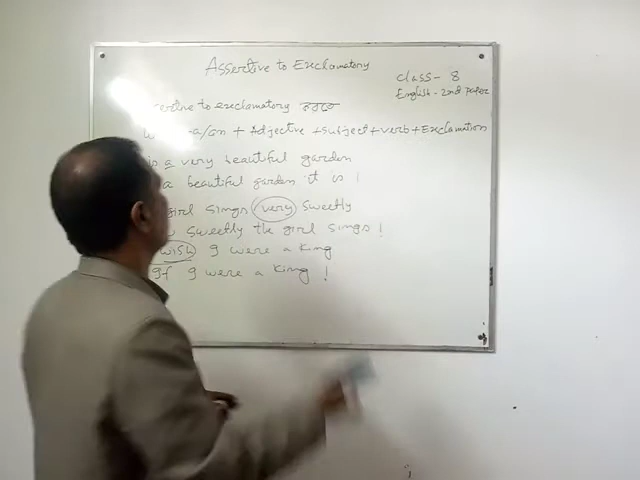 Assertive to Exclamatory
Class - 8
English - 2nd paper
to exclamatory করতে
a/an + Adjective + subject + verb + Exclamation
is a very beautiful garden
a beautiful garden it is !
girl sings very sweetly
sweetly the girl sings !
wish I were a king
If I were a king !